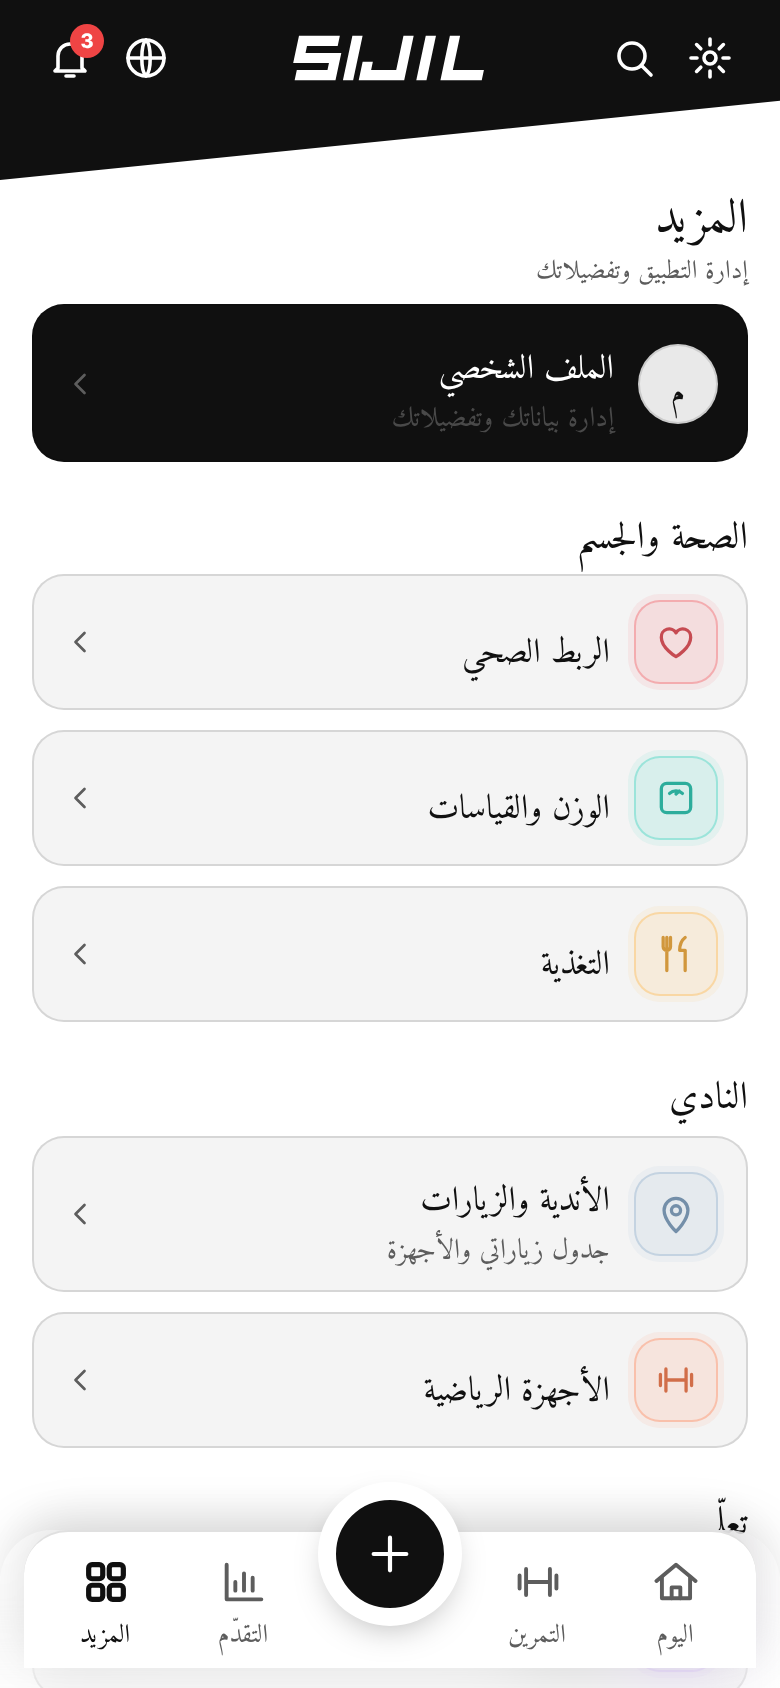 3
SIJIL
المزيد
إدارة التطبيق وتفضيلاتك
م
الملف الشخصي
إدارة بياناتك وتفضيلاتك
الصحة والجسم
الربط الصحي
الوزن والقياسات
التغذية
النادي
الأندية والزيارات
جدول زياراتي والأجهزة
الأجهزة الرياضية
اليوم
التمرين
التقدّم
المزيد